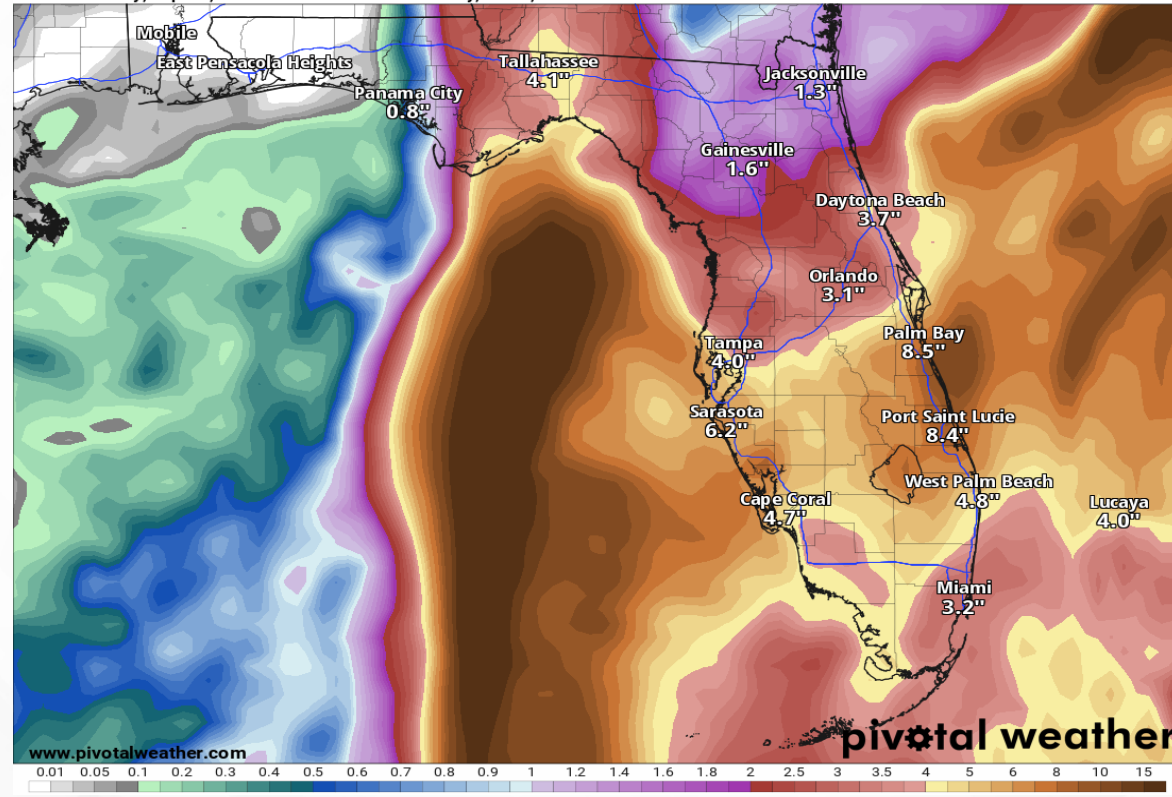 Mobile
East Pensacola Heights
Panama City
0.8"
Tallahassee
4.1"
Jacksonville
1.3"
Gainesville
1.6"
Daytona Beach
3.7"
Orlando
3.1"
Palm Bay
8.5"
Tampa
4.0"
Sarasota
6.2"
Port Saint Lucie
8.4"
West Palm Beach
4.8"
Cape Coral
4.7"
Lucaya
4.0"
Miami
3.2"
pivotal weather
www.pivotalweather.com
0.01 0.05 0.1 0.2 0.3 0.4 0.5 0.6 0.7 0.8 0.9 1 1.2 1.4 1.6 1.8 2 2.5 3 3.5 4 5 6 8 10 15